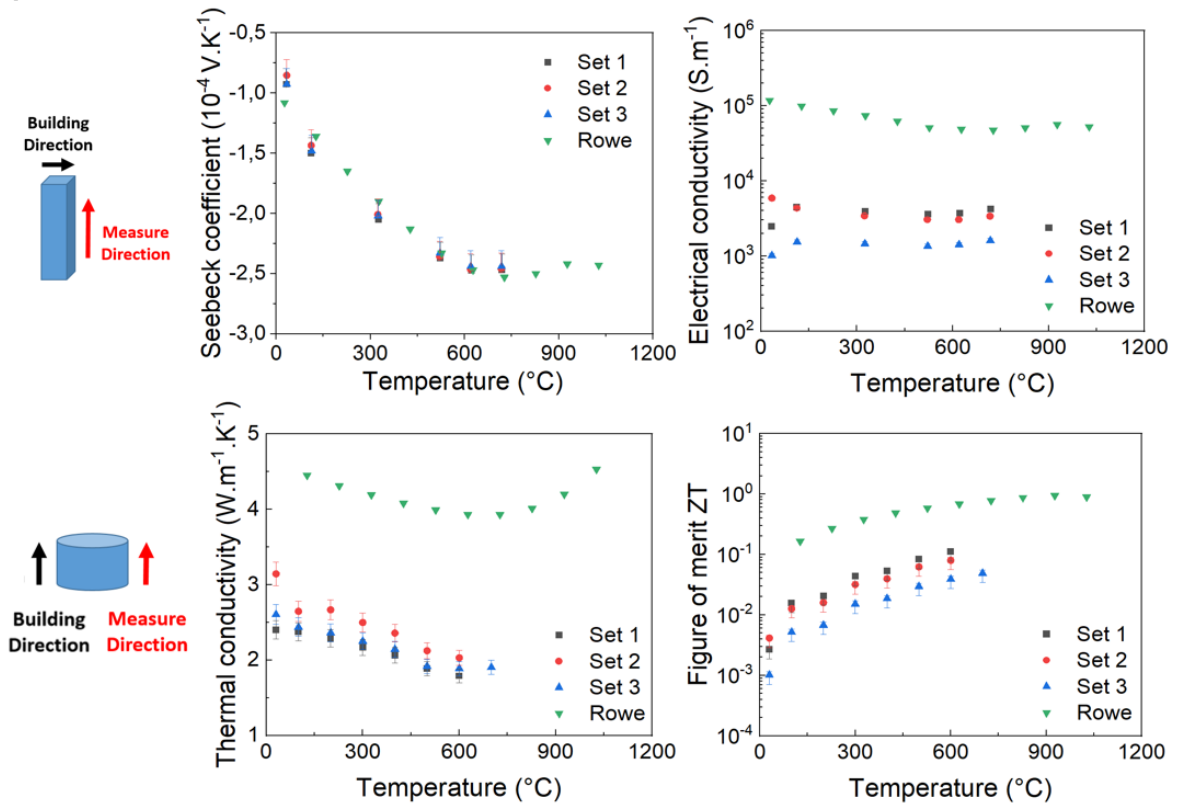 Building
Direction
Measure
Direction
Seebeck coefficient (10⁻⁴ V.K⁻¹)
-0,5
-1,0
-1,5
-2,0
-2,5
-3,0
Set 1
Set 2
Set 3
Rowe
0 300 600 900 1200
Temperature (°C)
Electrical conductivity (S.m⁻¹)
10⁶
10⁵
10⁴
10³
10²
Set 1
Set 2
Set 3
Rowe
0 300 600 900 1200
Temperature (°C)
Building
Direction
Measure
Direction
Thermal conductivity (W.m⁻¹.K⁻¹)
5
4
3
2
1
Set 1
Set 2
Set 3
Rowe
0 300 600 900 1200
Temperature (°C)
Figure of merit ZT
10¹
10⁰
10⁻¹
10⁻²
10⁻³
10⁻⁴
Set 1
Set 2
Set 3
Rowe
0 300 600 900 1200
Temperature (°C)